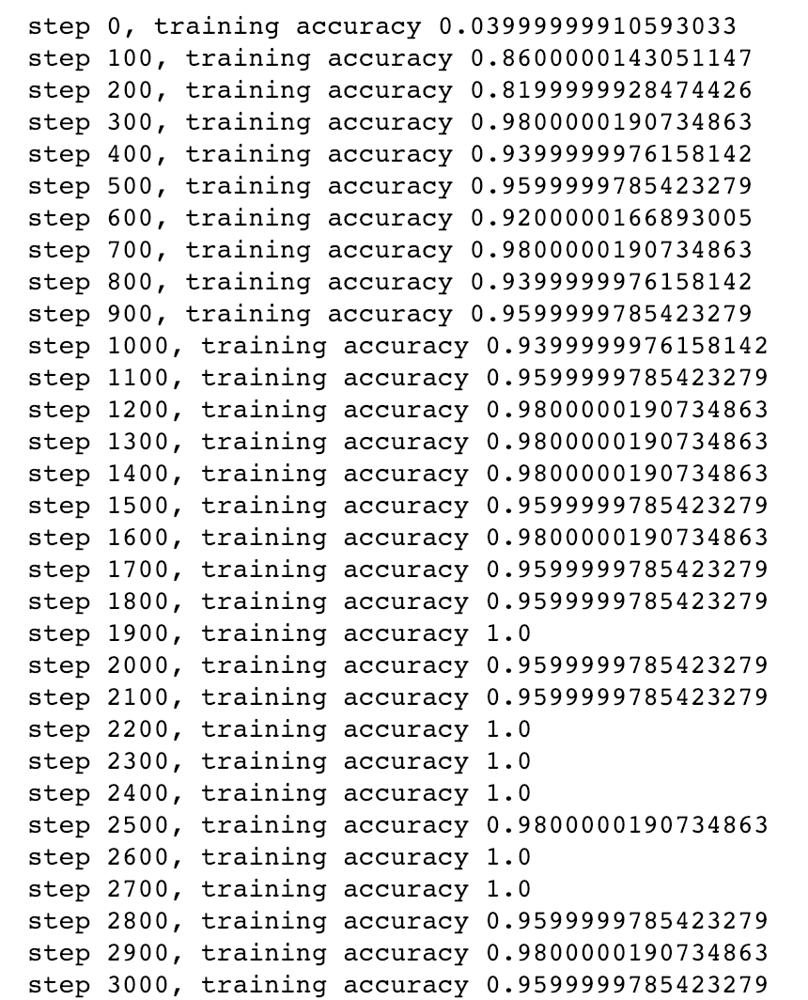 step 0, training accuracy 0.03999999910593033
step 100, training accuracy 0.8600000143051147
step 200, training accuracy 0.8199999928474426
step 300, training accuracy 0.9800000190734863
step 400, training accuracy 0.9399999976158142
step 500, training accuracy 0.9599999785423279
step 600, training accuracy 0.9200000166893005
step 700, training accuracy 0.9800000190734863
step 800, training accuracy 0.9399999976158142
step 900, training accuracy 0.9599999785423279
step 1000, training accuracy 0.9399999976158142
step 1100, training accuracy 0.9599999785423279
step 1200, training accuracy 0.9800000190734863
step 1300, training accuracy 0.9800000190734863
step 1400, training accuracy 0.9800000190734863
step 1500, training accuracy 0.9599999785423279
step 1600, training accuracy 0.9800000190734863
step 1700, training accuracy 0.9599999785423279
step 1800, training accuracy 0.9599999785423279
step 1900, training accuracy 1.0
step 2000, training accuracy 0.9599999785423279
step 2100, training accuracy 0.9599999785423279
step 2200, training accuracy 1.0
step 2300, training accuracy 1.0
step 2400, training accuracy 1.0
step 2500, training accuracy 0.9800000190734863
step 2600, training accuracy 1.0
step 2700, training accuracy 1.0
step 2800, training accuracy 0.9599999785423279
step 2900, training accuracy 0.9800000190734863
step 3000, training accuracy 0.9599999785423279